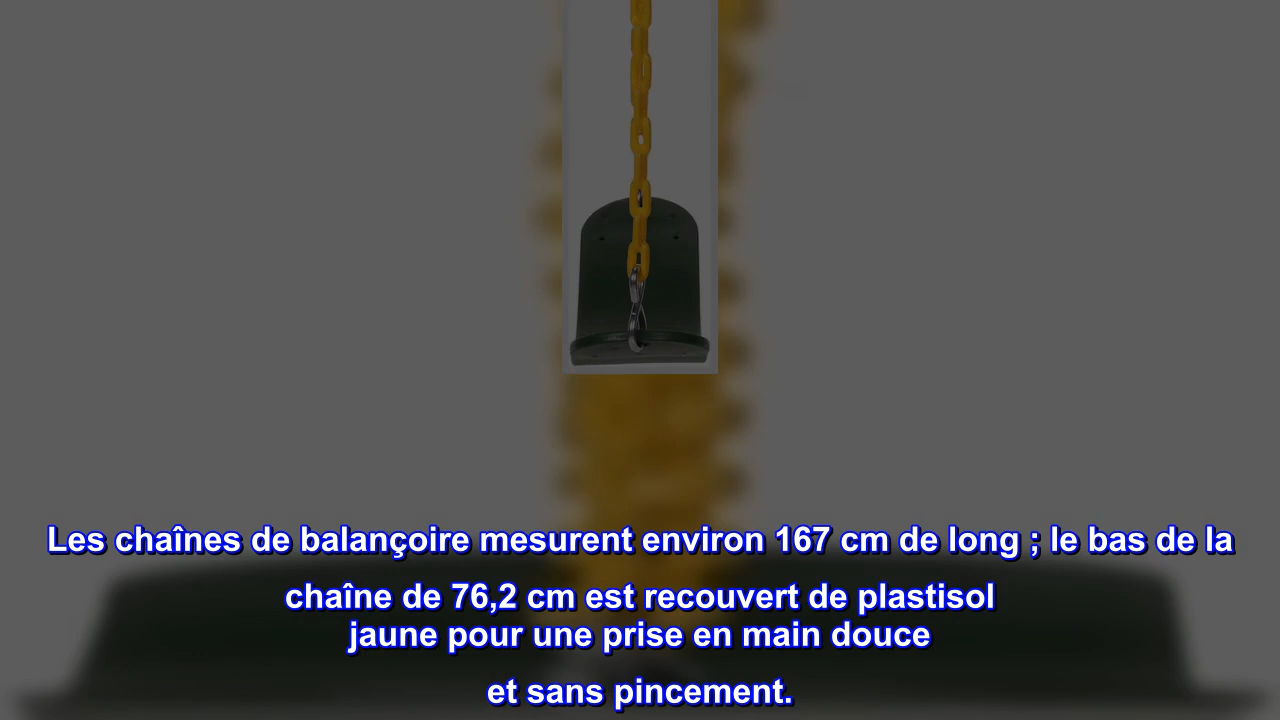 Les chaînes de balançoire mesurent environ 167 cm de long ; le bas de la
chaîne de 76,2 cm est recouvert de plastisol
jaune pour une prise en main douce
et sans pincement.